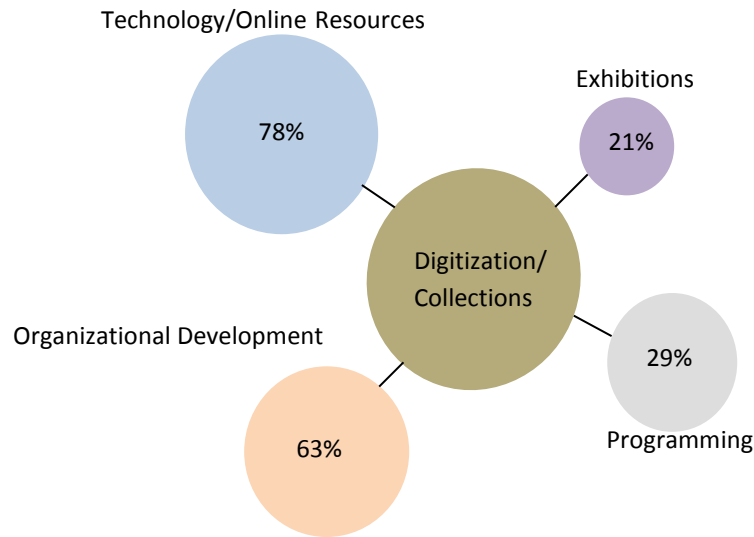 Technology/Online Resources
78%
Exhibitions
21%
Digitization/
Collections
Organizational Development
63%
29%
Programming